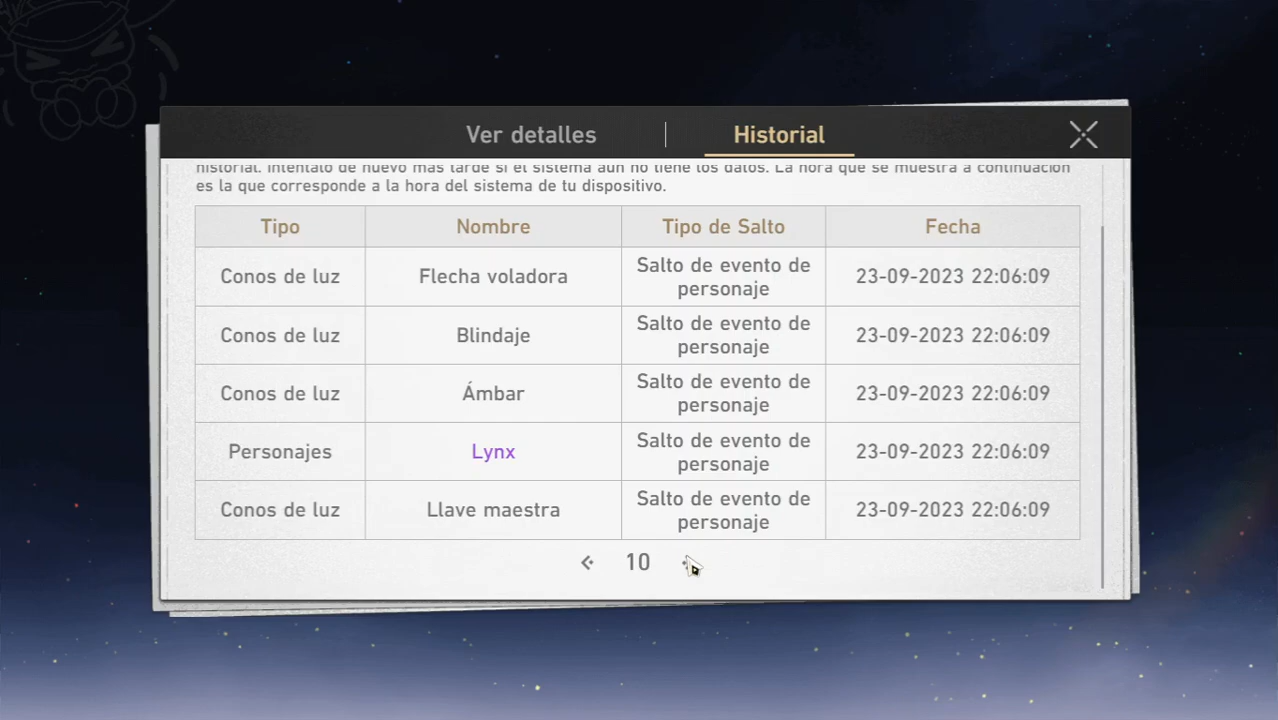 Ver detalles
Historial
historial. Inténtalo de nuevo más tarde si el sistema aún no tiene los datos. La hora que se muestra a continuación
es la que corresponde a la hora del sistema de tu dispositivo.
Tipo Nombre Tipo de Salto Fecha
Conos de luz Flecha voladora Salto de evento de personaje 23-09-2023 22:06:09
Conos de luz Blindaje Salto de evento de personaje 23-09-2023 22:06:09
Conos de luz Ámbar Salto de evento de personaje 23-09-2023 22:06:09
Personajes Lynx Salto de evento de personaje 23-09-2023 22:06:09
Conos de luz Llave maestra Salto de evento de personaje 23-09-2023 22:06:09
10